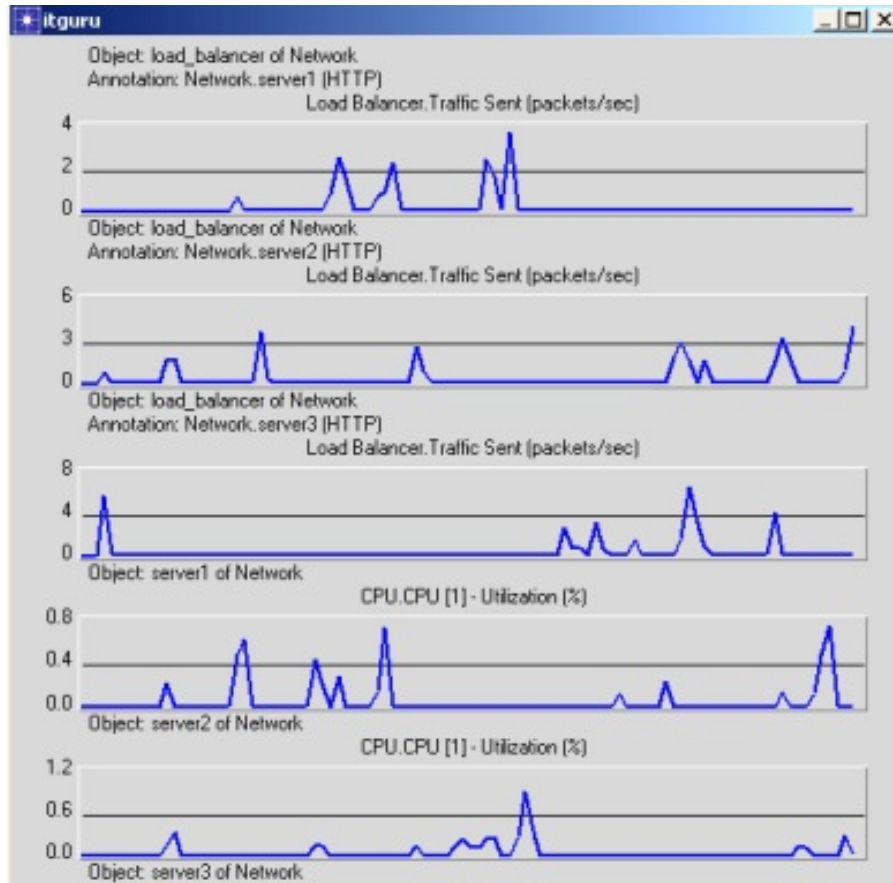 itguru
Object: load_balancer of Network
Annotation: Network.server1 (HTTP)
Load Balancer.Traffic Sent (packets/sec)
4
2
0
Object: load_balancer of Network
Annotation: Network.server2 (HTTP)
Load Balancer.Traffic Sent (packets/sec)
6
3
0
Object: load_balancer of Network
Annotation: Network.server3 (HTTP)
Load Balancer.Traffic Sent (packets/sec)
8
4
0
Object: server1 of Network
CPU.CPU [1] - Utilization (%)
0.8
0.4
0.0
Object: server2 of Network
CPU.CPU [1] - Utilization (%)
1.2
0.6
0.0
Object: server3 of Network